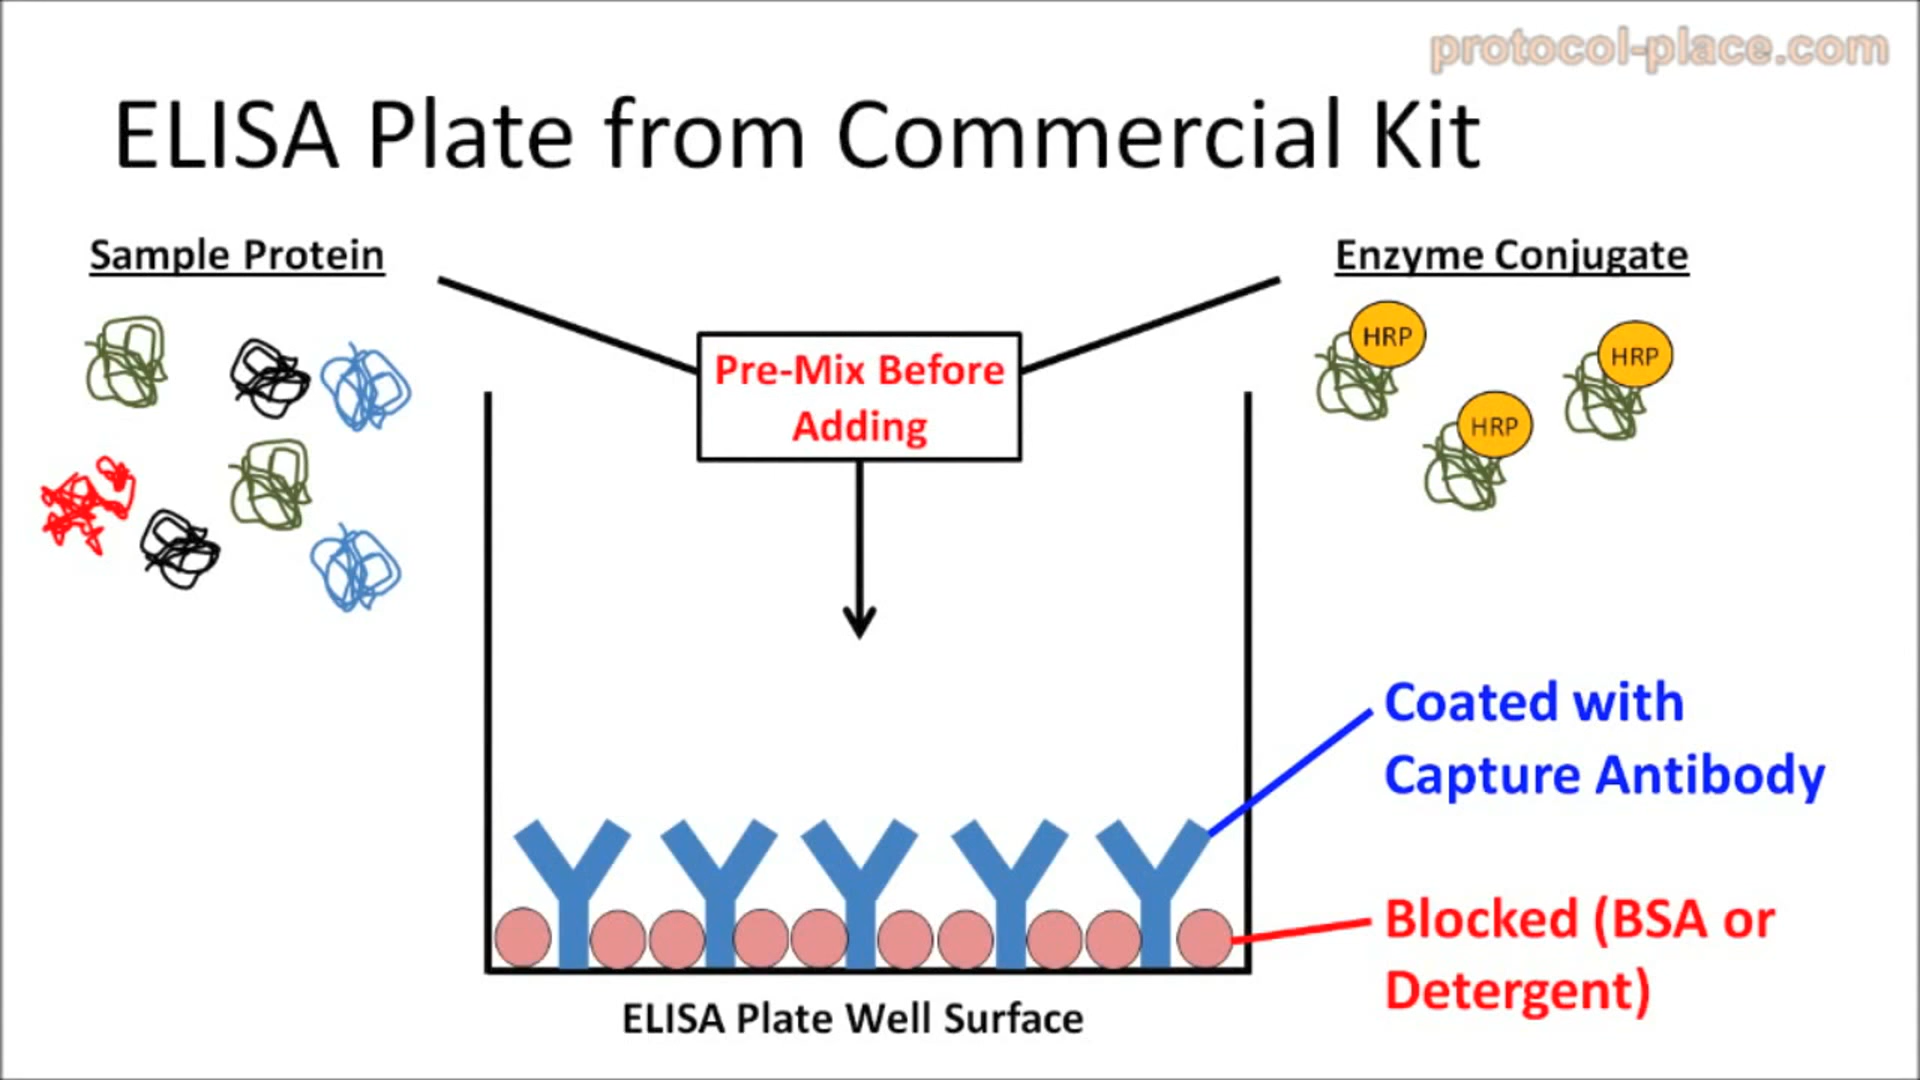 protocol-place.com
ELISA Plate from Commercial Kit
Sample Protein
Enzyme Conjugate
Pre-Mix Before
Adding
HRP
HRP
HRP
Coated with
Capture Antibody
Blocked (BSA or
Detergent)
ELISA Plate Well Surface